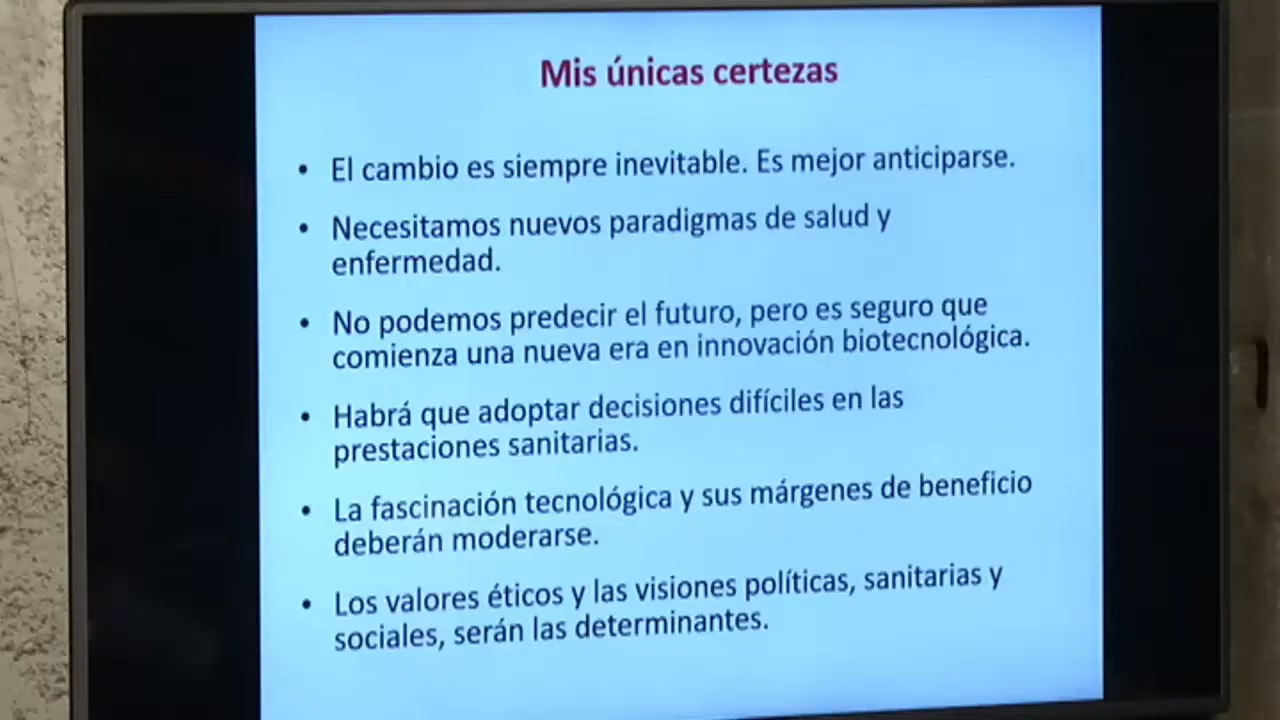 Mis únicas certezas
• El cambio es siempre inevitable. Es mejor anticiparse.
• Necesitamos nuevos paradigmas de salud y
enfermedad.
• No podemos predecir el futuro, pero es seguro que
comienza una nueva era en innovación biotecnológica.
• Habrá que adoptar decisiones difíciles en las
prestaciones sanitarias.
• La fascinación tecnológica y sus márgenes de beneficio
deberán moderarse.
• Los valores éticos y las visiones políticas, sanitarias y
sociales, serán las determinantes.